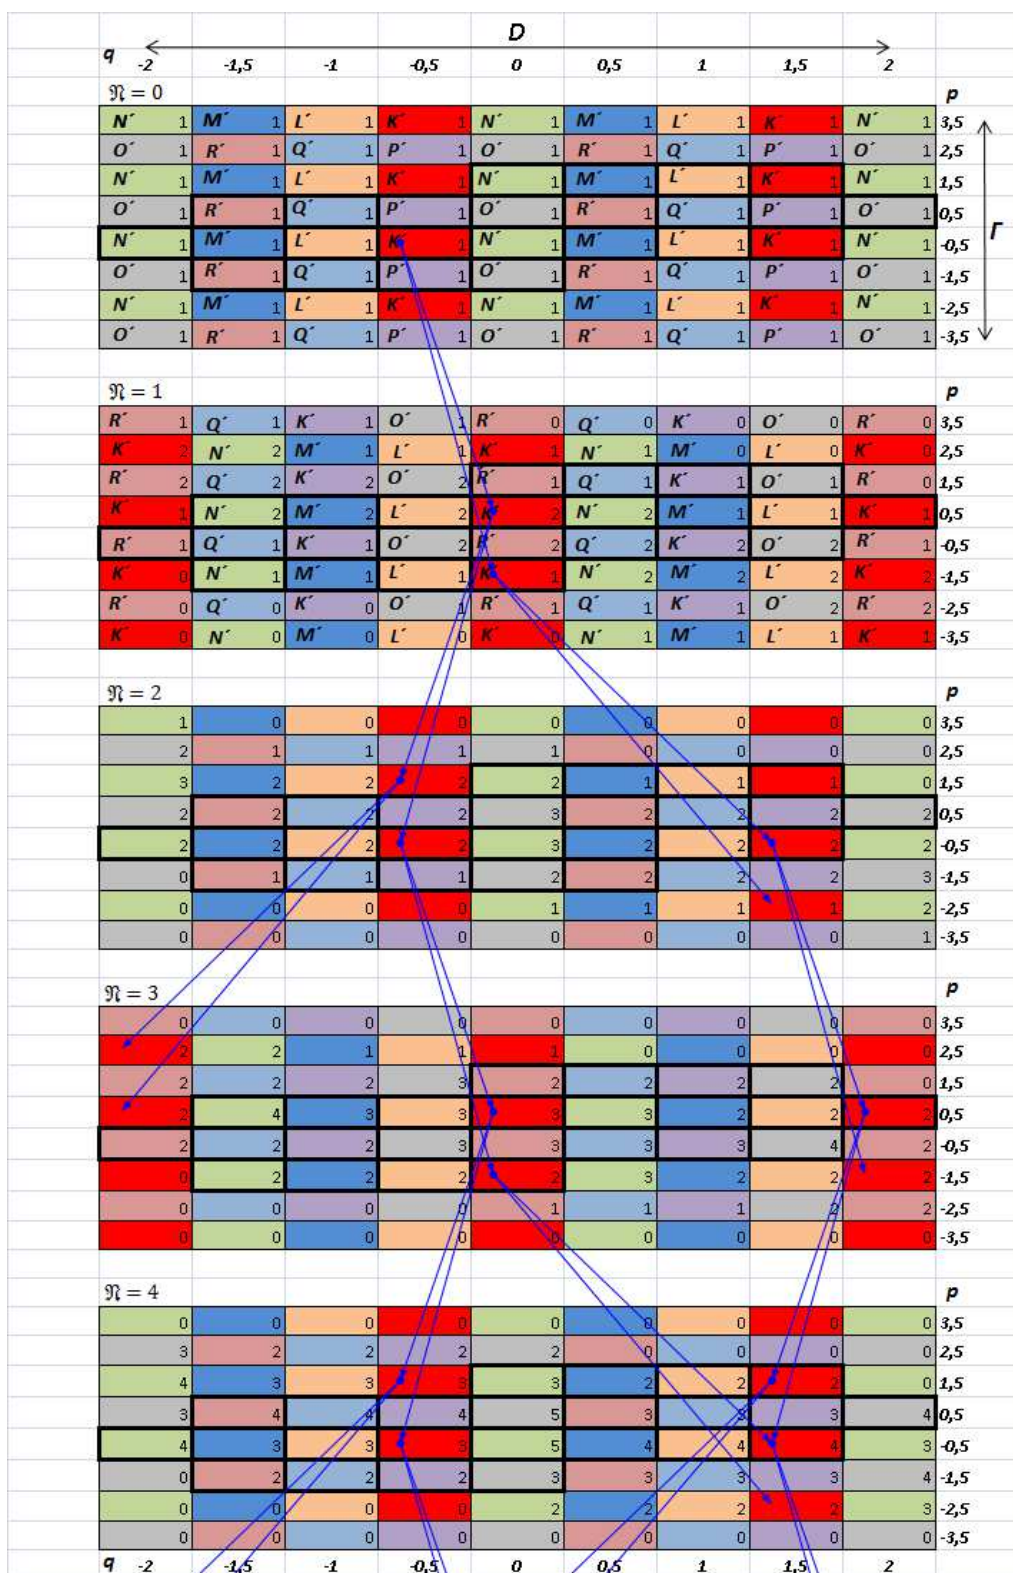 D
q -2 -1,5 -1 -0,5 0 0,5 1 1,5 2
𝔑 = 0 p
N´ 1 M´ 1 L´ 1 K´ 1 N´ 1 M´ 1 L´ 1 K´ 1 N´ 1 3,5
O´ 1 R´ 1 Q´ 1 P´ 1 O´ 1 R´ 1 Q´ 1 P´ 1 O´ 1 2,5
N´ 1 M´ 1 L´ 1 K´ 1 N´ 1 M´ 1 L´ 1 K´ 1 N´ 1 1,5
O´ 1 R´ 1 Q´ 1 P´ 1 O´ 1 R´ 1 Q´ 1 P´ 1 O´ 1 0,5
Γ
N´ 1 M´ 1 L´ 1 K´ 1 N´ 1 M´ 1 L´ 1 K´ 1 N´ 1 -0,5
O´ 1 R´ 1 Q´ 1 P´ 1 O´ 1 R´ 1 Q´ 1 P´ 1 O´ 1 -1,5
N´ 1 M´ 1 L´ 1 K´ 1 N´ 1 M´ 1 L´ 1 K´ 1 N´ 1 -2,5
O´ 1 R´ 1 Q´ 1 P´ 1 O´ 1 R´ 1 Q´ 1 P´ 1 O´ 1 -3,5
𝔑 = 1 p
R´ 1 Q´ 1 K´ 1 O´ 1 R´ 0 Q´ 0 K´ 0 O´ 0 R´ 0 3,5
K´ 2 N´ 2 M´ 1 L´ 1 K´ 1 N´ 1 M´ 0 L´ 0 K´ 0 2,5
R´ 2 Q´ 2 K´ 2 O´ 2 R´ 1 Q´ 1 K´ 1 O´ 1 R´ 0 1,5
K´ 1 N´ 2 M´ 2 L´ 2 K´ 2 N´ 2 M´ 1 L´ 1 K´ 1 0,5
R´ 1 Q´ 1 K´ 1 O´ 2 R´ 2 Q´ 2 K´ 2 O´ 2 R´ 1 -0,5
K´ 0 N´ 1 M´ 1 L´ 1 K´ 1 N´ 2 M´ 2 L´ 2 K´ 2 -1,5
R´ 0 Q´ 0 K´ 0 O´ 1 R´ 1 Q´ 1 K´ 1 O´ 2 R´ 2 -2,5
K´ 0 N´ 0 M´ 0 L´ 0 K´ 0 N´ 1 M´ 1 L´ 1 K´ 1 -3,5
𝔑 = 2 p
1 0 0 0 0 0 0 0 0 3,5
2 1 1 1 1 0 0 0 0 2,5
3 2 2 2 2 1 1 1 0 1,5
2 2 2 2 3 2 2 2 2 0,5
2 2 2 2 3 2 2 2 2 -0,5
0 1 1 1 2 2 2 2 3 -1,5
0 0 0 0 1 1 1 1 2 -2,5
0 0 0 0 0 0 0 0 1 -3,5
𝔑 = 3 p
0 0 0 0 0 0 0 0 0 3,5
2 2 1 1 1 0 0 0 0 2,5
2 2 2 3 2 2 2 2 0 1,5
2 4 3 3 3 3 2 2 2 0,5
2 2 2 3 3 3 3 4 2 -0,5
0 2 2 2 2 3 2 2 2 -1,5
0 0 0 0 1 1 1 2 2 -2,5
0 0 0 0 0 0 0 0 0 -3,5
𝔑 = 4 p
0 0 0 0 0 0 0 0 0 3,5
3 2 2 2 2 0 0 0 0 2,5
4 3 3 3 3 2 2 2 0 1,5
3 4 4 4 5 3 3 3 4 0,5
4 3 3 3 5 4 4 4 3 -0,5
0 2 2 2 3 3 3 3 4 -1,5
0 0 0 0 2 2 2 2 3 -2,5
0 0 0 0 0 0 0 0 0 -3,5
q -2 -1,5 -1 -0,5 0 0,5 1 1,5 2